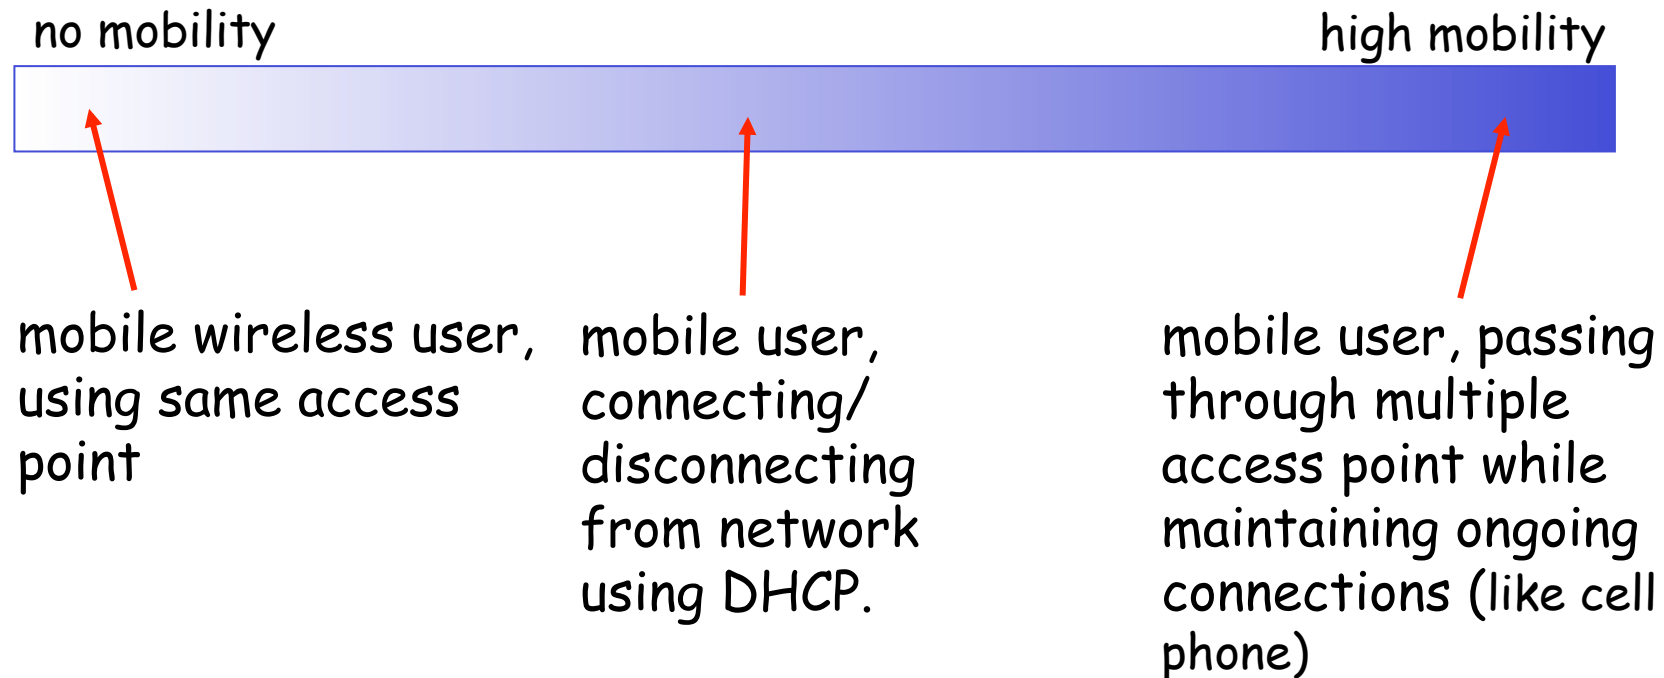 no mobility
high mobility
mobile wireless user,
using same access
point
mobile user,
connecting/
disconnecting
from network
using DHCP.
mobile user, passing
through multiple
access point while
maintaining ongoing
connections (like cell
phone)